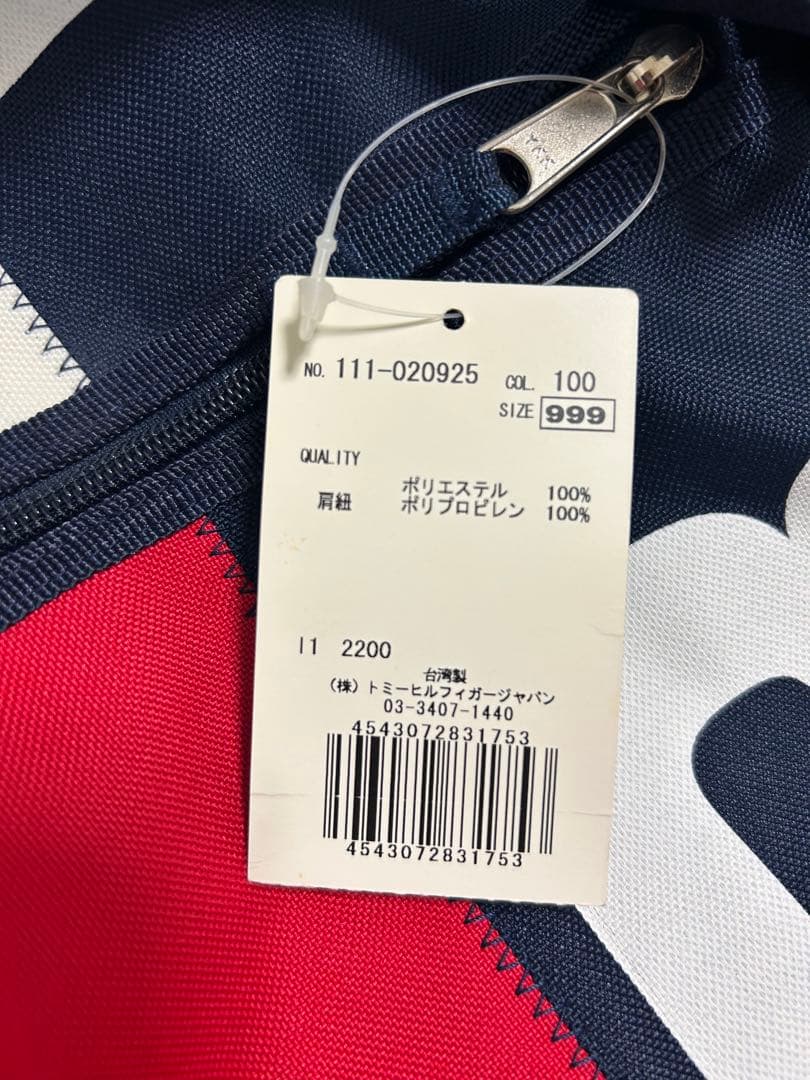 YKK
NO. 111-020925 COL. 100
SIZE 999
QUALITY
ポリエステル 100%
肩紐 ポリプロピレン 100%
I1 2200
台湾製
(株)トミーヒルフィガージャパン
03-3407-1440
4543072831753
4543072831753